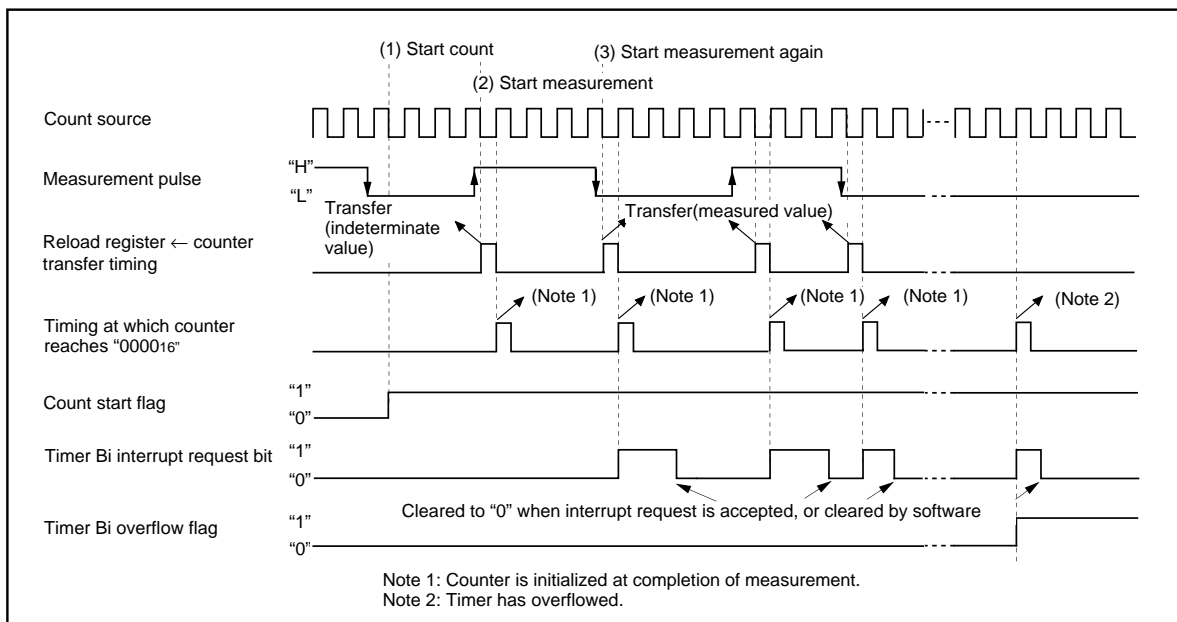 (1) Start count
(3) Start measurement again
(2) Start measurement
Count source
Measurement pulse
“H”
“L”
Transfer
(indeterminate
value)
Transfer(measured value)
Reload register ← counter
transfer timing
(Note 1)
(Note 1)
(Note 1)
(Note 1)
(Note 2)
Timing at which counter
reaches “000016”
Count start flag
“1”
“0”
Timer Bi interrupt request bit
“1”
“0”
Cleared to “0” when interrupt request is accepted, or cleared by software
Timer Bi overflow flag
“1”
“0”
Note 1: Counter is initialized at completion of measurement.
Note 2: Timer has overflowed.